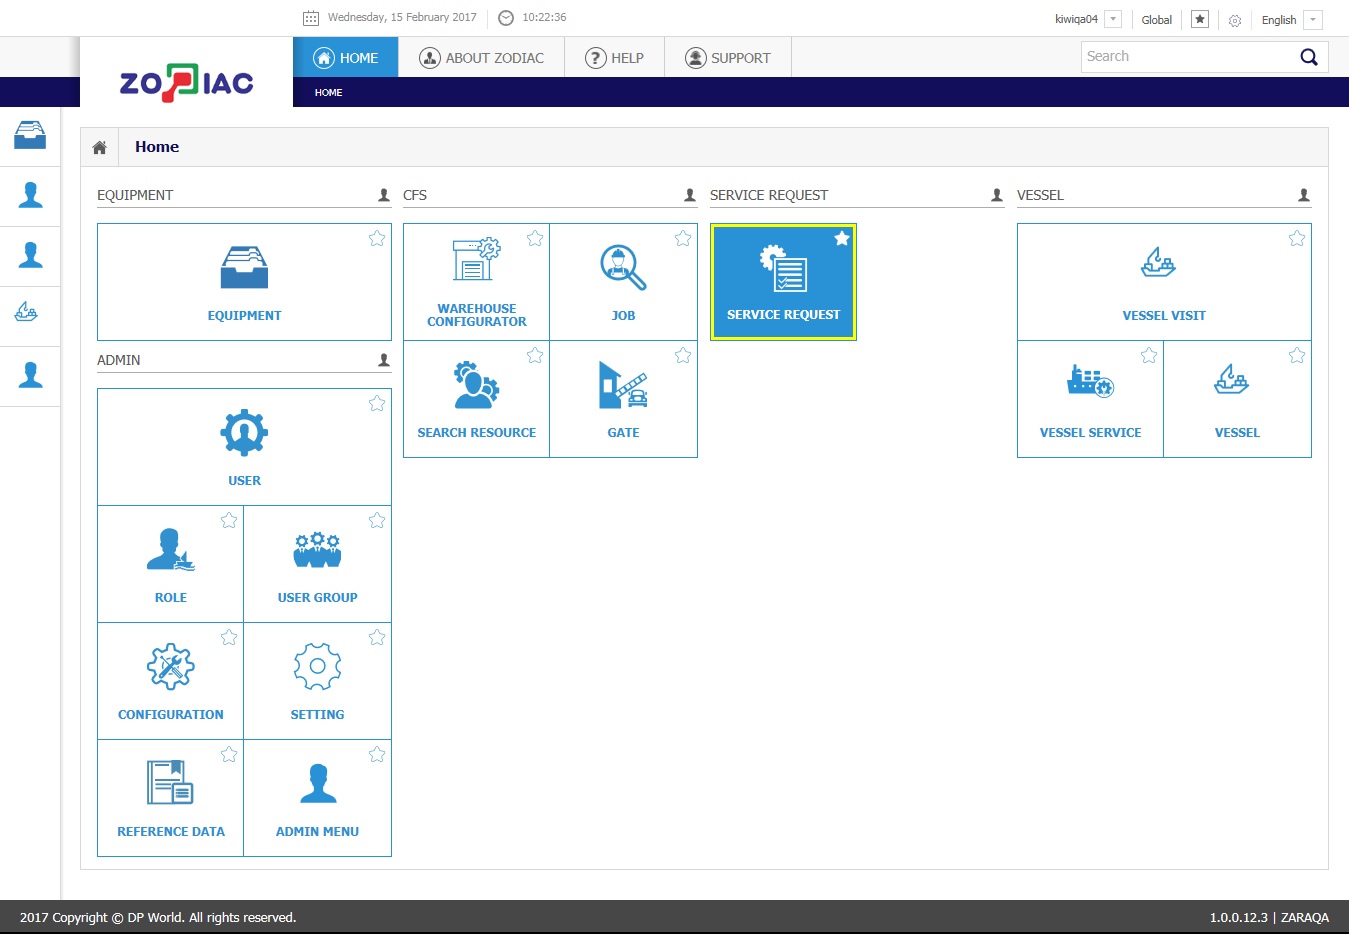 Wednesday, 15 February 2017
10:22:36
kiwiqa04
Global
English
ZODIAC
HOME
ABOUT ZODIAC
HELP
SUPPORT
Search
HOME
Home
EQUIPMENT
CFS
SERVICE REQUEST
VESSEL
EQUIPMENT
WAREHOUSE
CONFIGURATOR
JOB
SERVICE REQUEST
VESSEL VISIT
ADMIN
SEARCH RESOURCE
GATE
VESSEL SERVICE
VESSEL
USER
ROLE
USER GROUP
CONFIGURATION
SETTING
REFERENCE DATA
ADMIN MENU
2017 Copyright © DP World. All rights reserved.
1.0.0.12.3 | ZARAQA